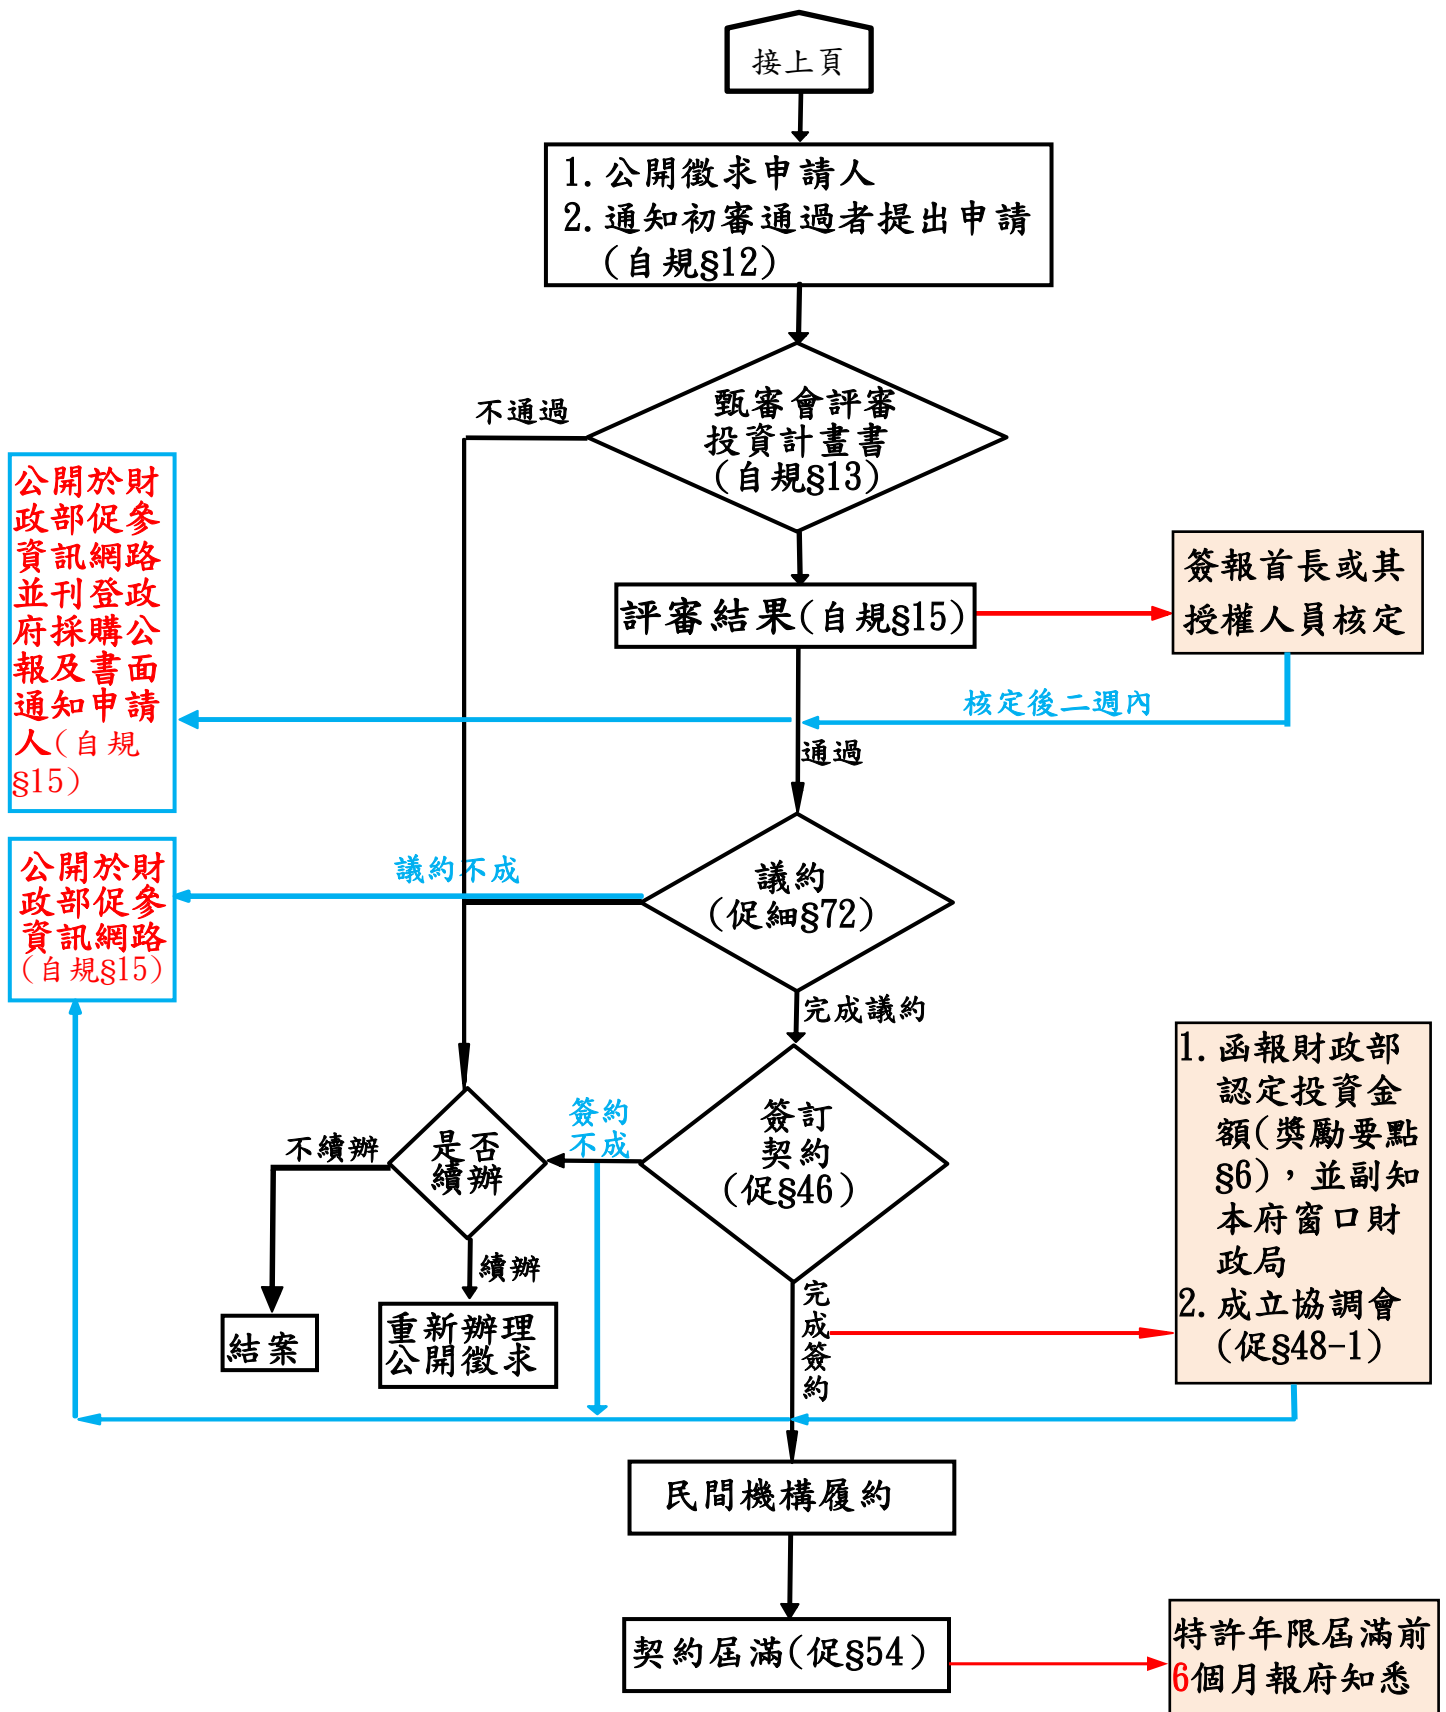 接上頁
1. 公開徵求申請人
2. 通知初審通過者提出申請
(自規§12)
不通過
甄審會評審
投資計畫書
(自規§13)
公開於財
政部促參
資訊網路
並刊登政
府採購公
報及書面
通知申請
人(自規
§15)
評審結果(自規§15)
簽報首長或其
授權人員核定
核定後二週內
通過
公開於財
政部促參
資訊網路
(自規§15)
議約不成
議約
(促細§72)
完成議約
簽訂
契約
(促§46)
簽約
不成
是否
續辦
不續辦
續辦
結案
重新辦理
公開徵求
完
成
簽
約
1. 函報財政部
認定投資金
額(獎勵要點
§6)，並副知
本府窗口財
政局
2. 成立協調會
(促§48-1)
民間機構履約
契約屆滿(促§54)
特許年限屆滿前
6個月報府知悉